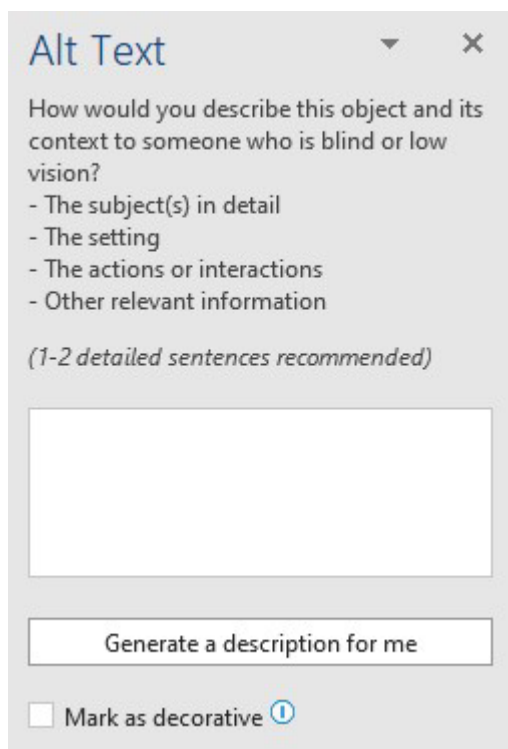 Alt Text
How would you describe this object and its
context to someone who is blind or low
vision?
- The subject(s) in detail
- The setting
- The actions or interactions
- Other relevant information
(1-2 detailed sentences recommended)
Generate a description for me
Mark as decorative